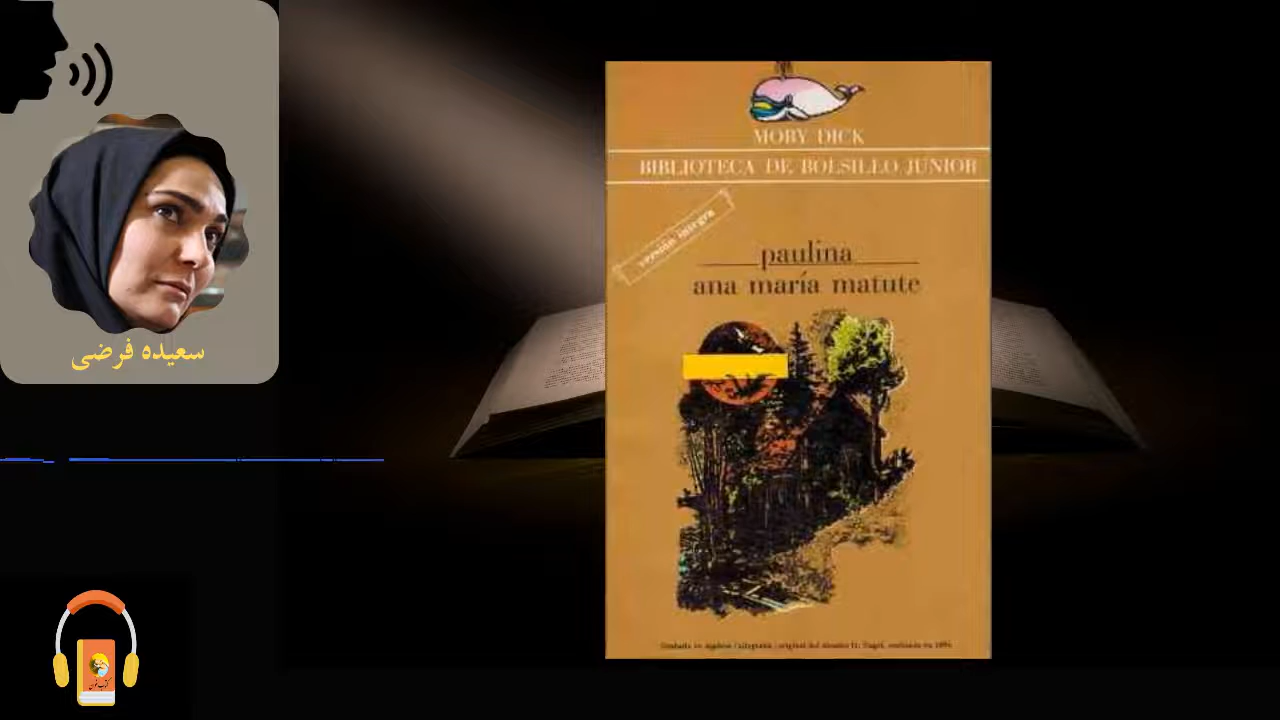 سعیده فرضی
MOBY DICK
BIBLIOTECA DE BOLSILLO JUNIOR
versión íntegra
paulina
ana maría matute